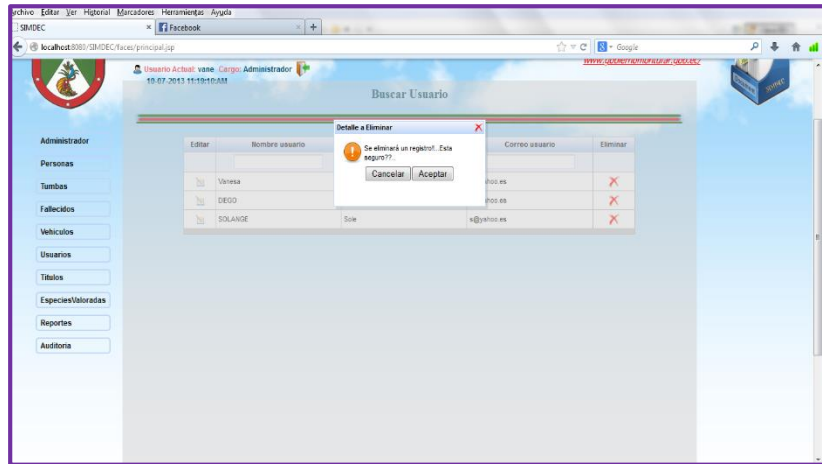 Archivo Editar Ver Historial Marcadores Herramientas Ayuda
SIMDEC × Facebook × +
localhost:8080/SIMDEC/faces/principal.jsp Google
Usuario Actual: vane Cargo: Administrador
10-07-2013 11:19:10:AM
Buscar Usuario
Administrador
Personas
Tumbas
Fallecidos
Vehiculos
Usuarios
Titulos
EspeciesValoradas
Reportes
Auditoria
Editar Nombre usuario Correo usuario Eliminar
Vanesa
DIEGO
SOLANGE Sole s@yahoo.es
Detalle a Eliminar
Se eliminará un registro!...Esta
seguro??..
Cancelar Aceptar